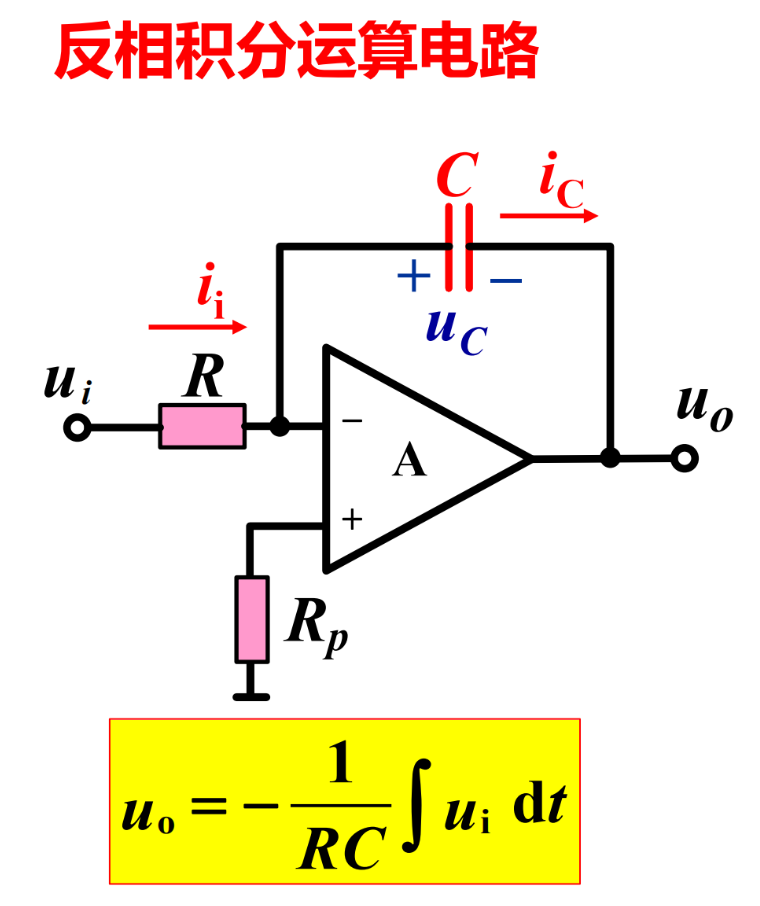 反相积分运算电路
C
i_C
+ −
u_C
i_i
R
u_i
−
A
u_o
+
R_p
u_o = − \frac{1}{RC} ∫ u_i dt